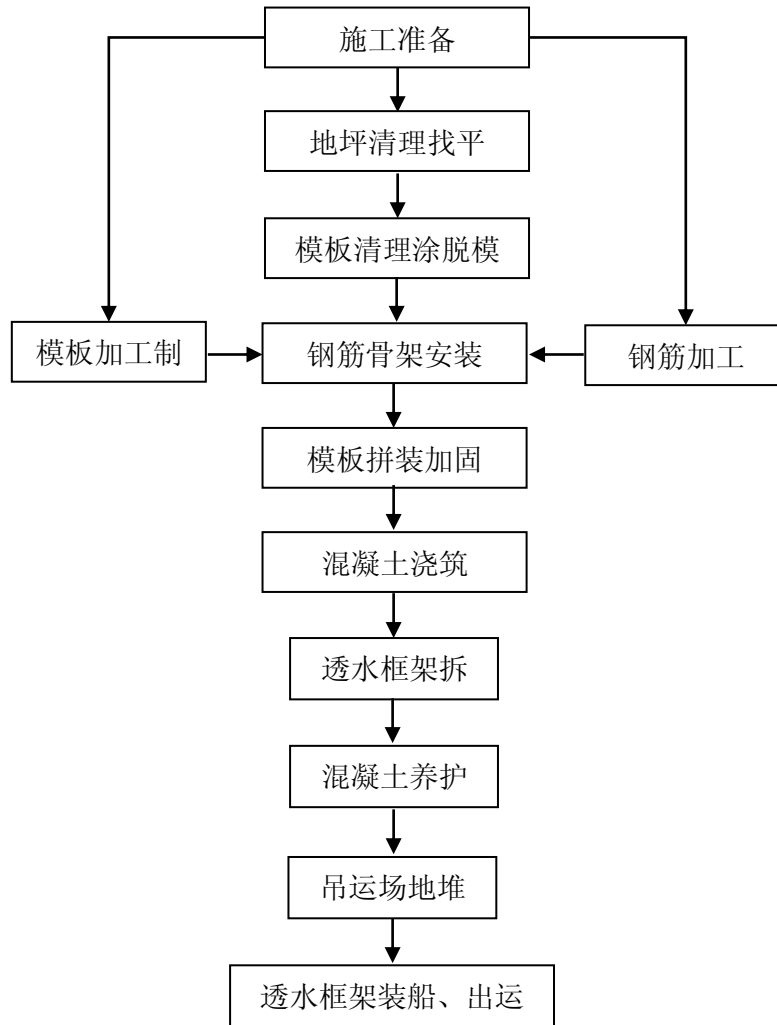 施工准备
地坪清理找平
模板清理涂脱模
模板加工制
钢筋骨架安装
钢筋加工
模板拼装加固
混凝土浇筑
透水框架拆
混凝土养护
吊运场地堆
透水框架装船、出运